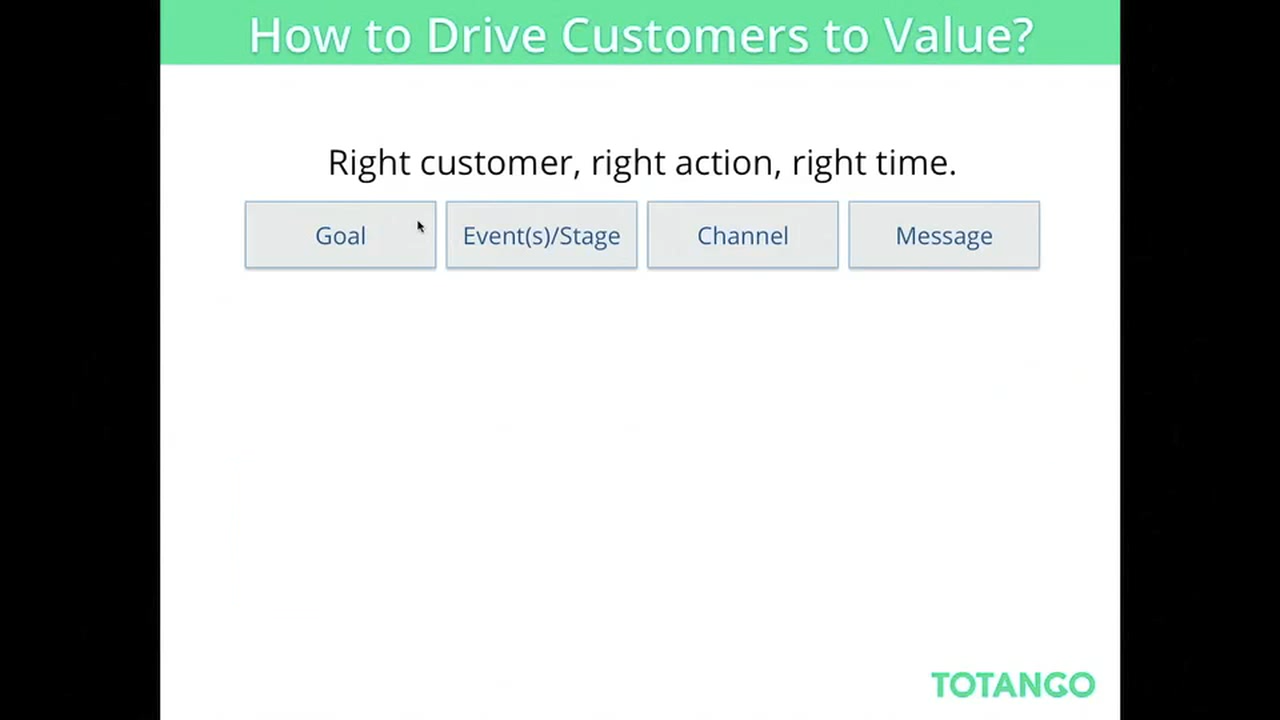 How to Drive Customers to Value?
Right customer, right action, right time.
Goal
Event(s)/Stage
Channel
Message
TOTANGO